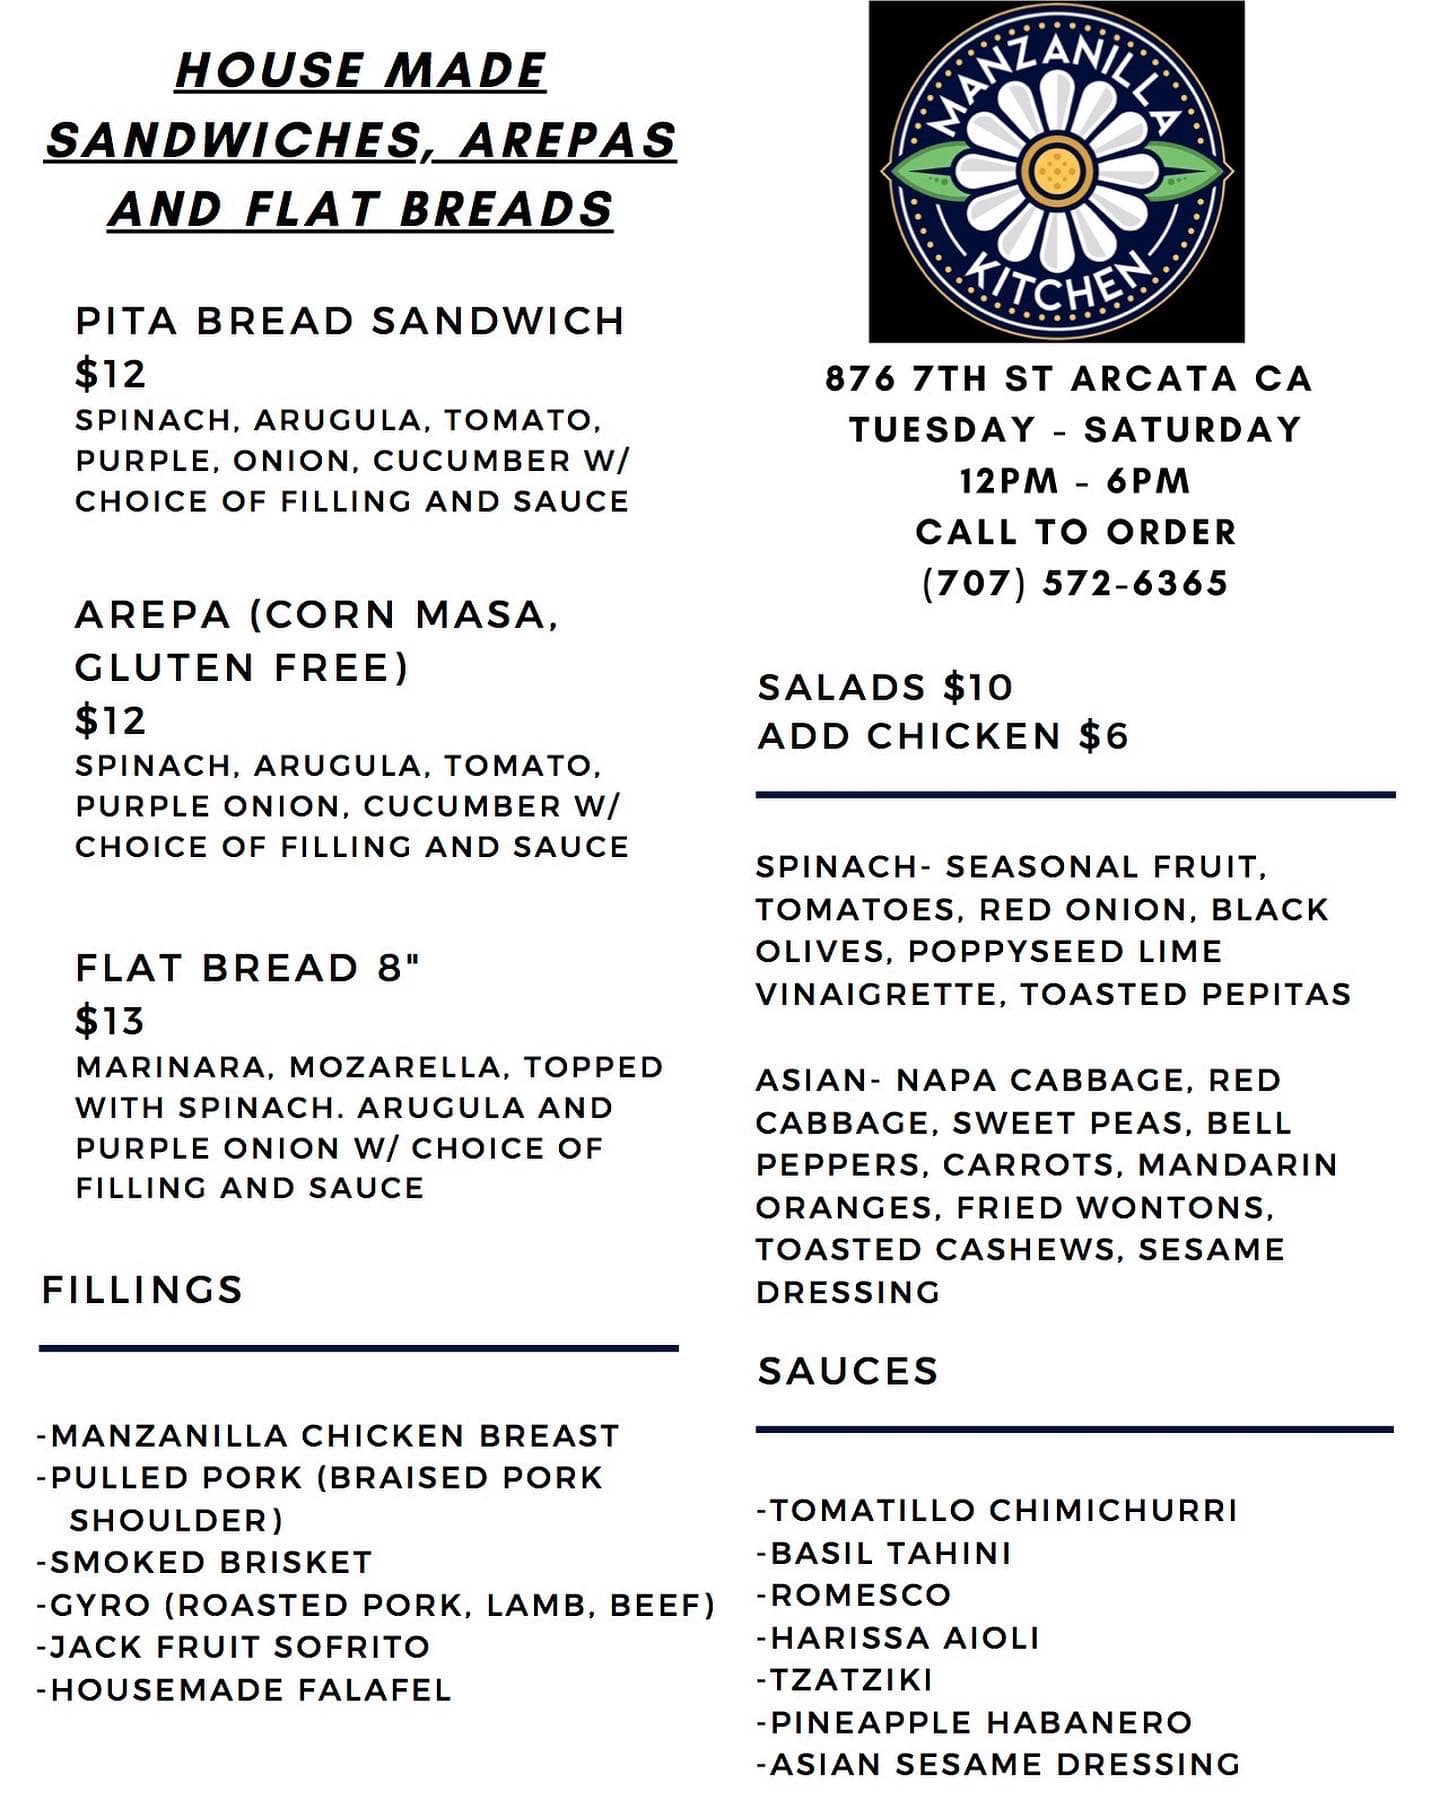 HOUSE MADE
SANDWICHES, AREPAS
AND FLAT BREADS
PITA BREAD SANDWICH
$12
SPINACH, ARUGULA, TOMATO,
PURPLE, ONION, CUCUMBER W/
CHOICE OF FILLING AND SAUCE
AREPA (CORN MASA,
GLUTEN FREE)
$12
SPINACH, ARUGULA, TOMATO,
PURPLE ONION, CUCUMBER W/
CHOICE OF FILLING AND SAUCE
FLAT BREAD 8"
$13
MARINARA, MOZARELLA, TOPPED
WITH SPINACH. ARUGULA AND
PURPLE ONION W/ CHOICE OF
FILLING AND SAUCE
FILLINGS
-MANZANILLA CHICKEN BREAST
-PULLED PORK (BRAISED PORK
SHOULDER)
-SMOKED BRISKET
-GYRO (ROASTED PORK, LAMB, BEEF)
-JACK FRUIT SOFRITO
-HOUSEMADE FALAFEL
MANZANILLA
KITCHEN
876 7TH ST ARCATA CA
TUESDAY - SATURDAY
12PM - 6PM
CALL TO ORDER
(707) 572-6365
SALADS $10
ADD CHICKEN $6
SPINACH- SEASONAL FRUIT,
TOMATOES, RED ONION, BLACK
OLIVES, POPPYSEED LIME
VINAIGRETTE, TOASTED PEPITAS
ASIAN- NAPA CABBAGE, RED
CABBAGE, SWEET PEAS, BELL
PEPPERS, CARROTS, MANDARIN
ORANGES, FRIED WONTONS,
TOASTED CASHEWS, SESAME
DRESSING
SAUCES
-TOMATILLO CHIMICHURRI
-BASIL TAHINI
-ROMESCO
-HARISSA AIOLI
-TZATZIKI
-PINEAPPLE HABANERO
-ASIAN SESAME DRESSING